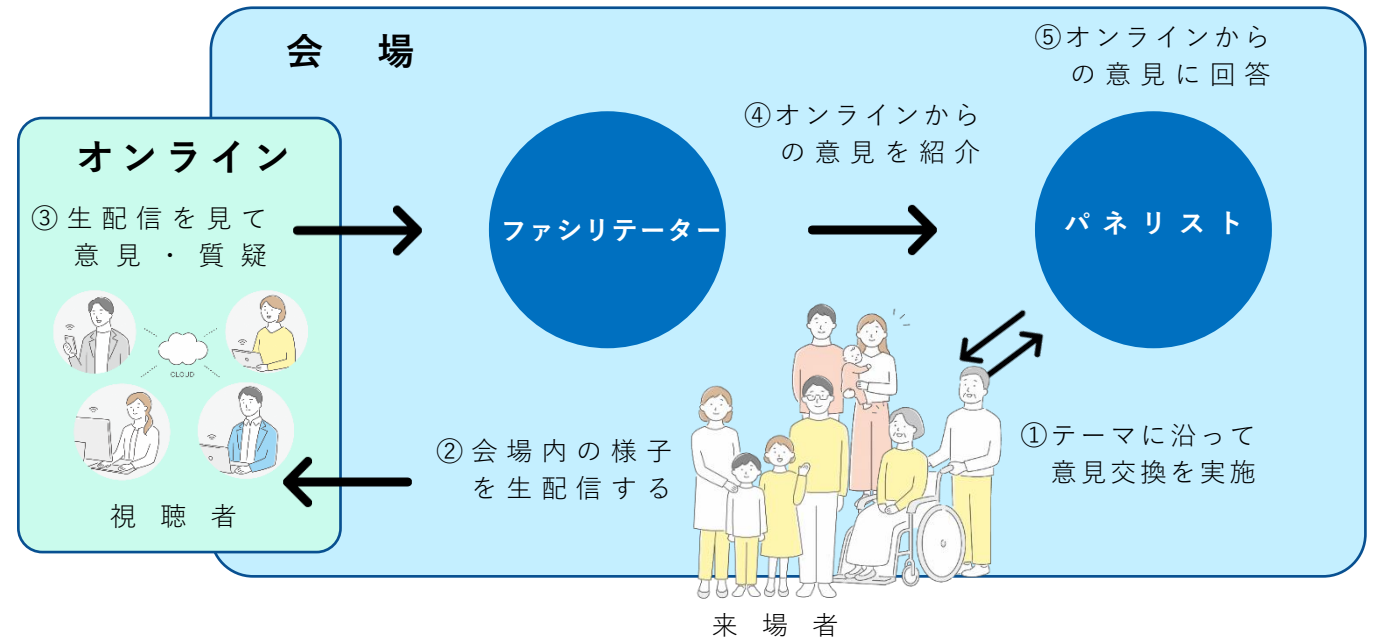 会場
オンライン
③生配信を見て
意見・質疑
CLOUD
視聴者
ファシリテーター
④オンラインから
の意見を紹介
⑤オンラインから
の意見に回答
パネリスト
①テーマに沿って
意見交換を実施
②会場内の様子
を生配信する
来場者